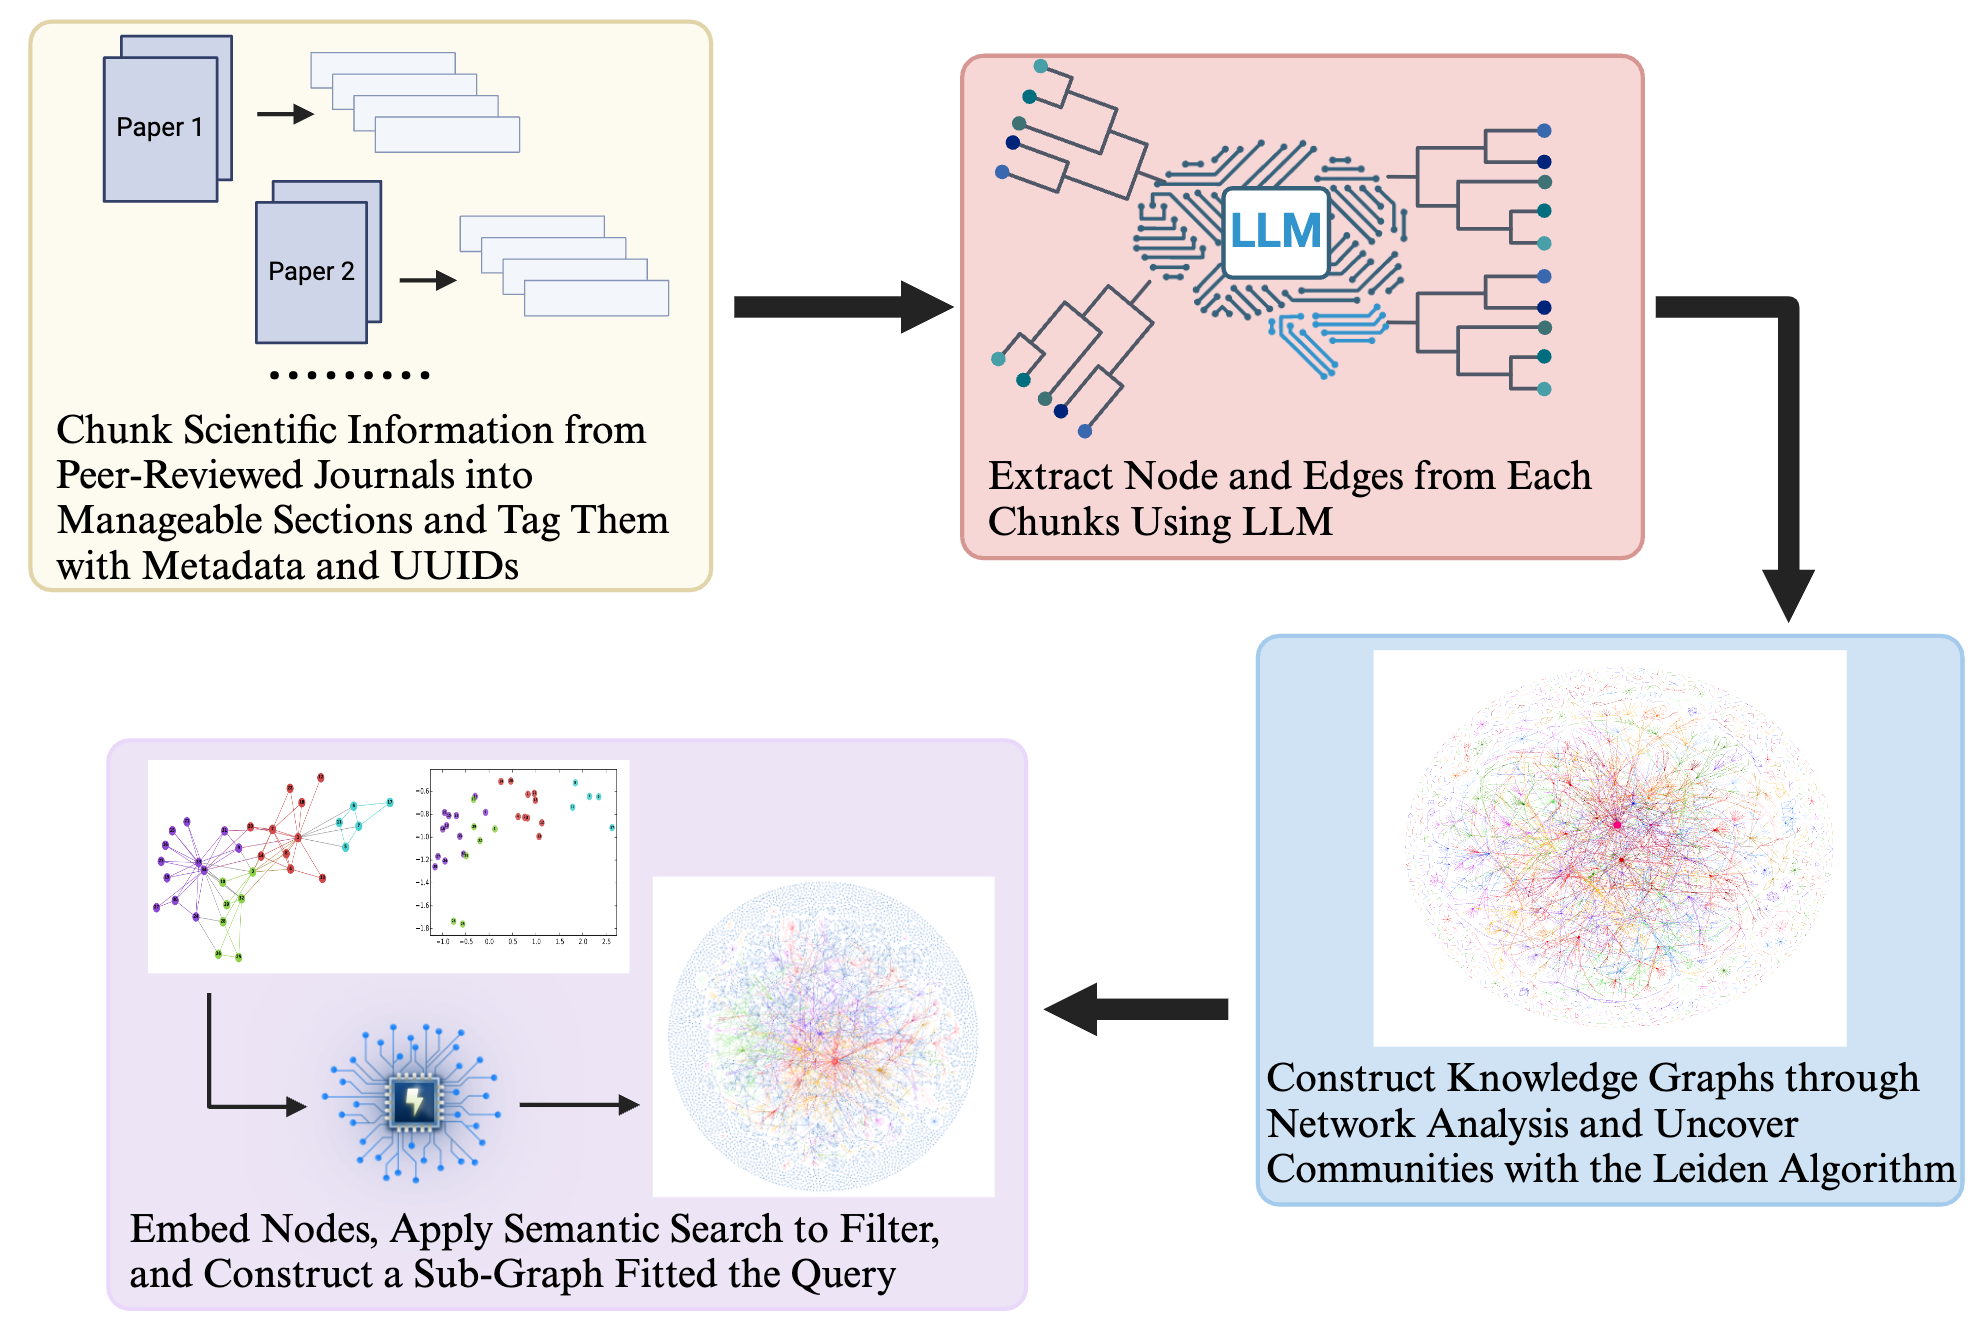 Paper 1
Paper 2
Chunk Scientific Information from
Peer-Reviewed Journals into
Manageable Sections and Tag Them
with Metadata and UUIDs
LLM
Extract Node and Edges from Each
Chunks Using LLM
Construct Knowledge Graphs through
Network Analysis and Uncover
Communities with the Leiden Algorithm
−0.6
−0.8
−1.0
−1.2
−1.4
−1.6
−1.8
−1.0 −0.5 0.0 0.5 1.0 1.5 2.0 2.5
Embed Nodes, Apply Semantic Search to Filter,
and Construct a Sub-Graph Fitted the Query